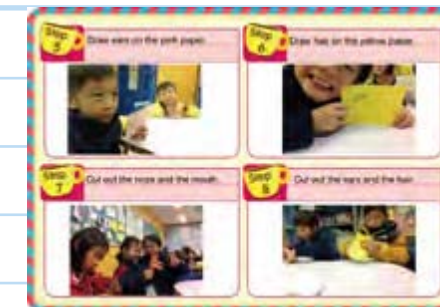 Step 5
Draw ears on the pink paper.
Step 6
Draw hair on the yellow paper.
Step 7
Cut out the nose and the mouth.
Step 8
Cut out the ears and the hair.